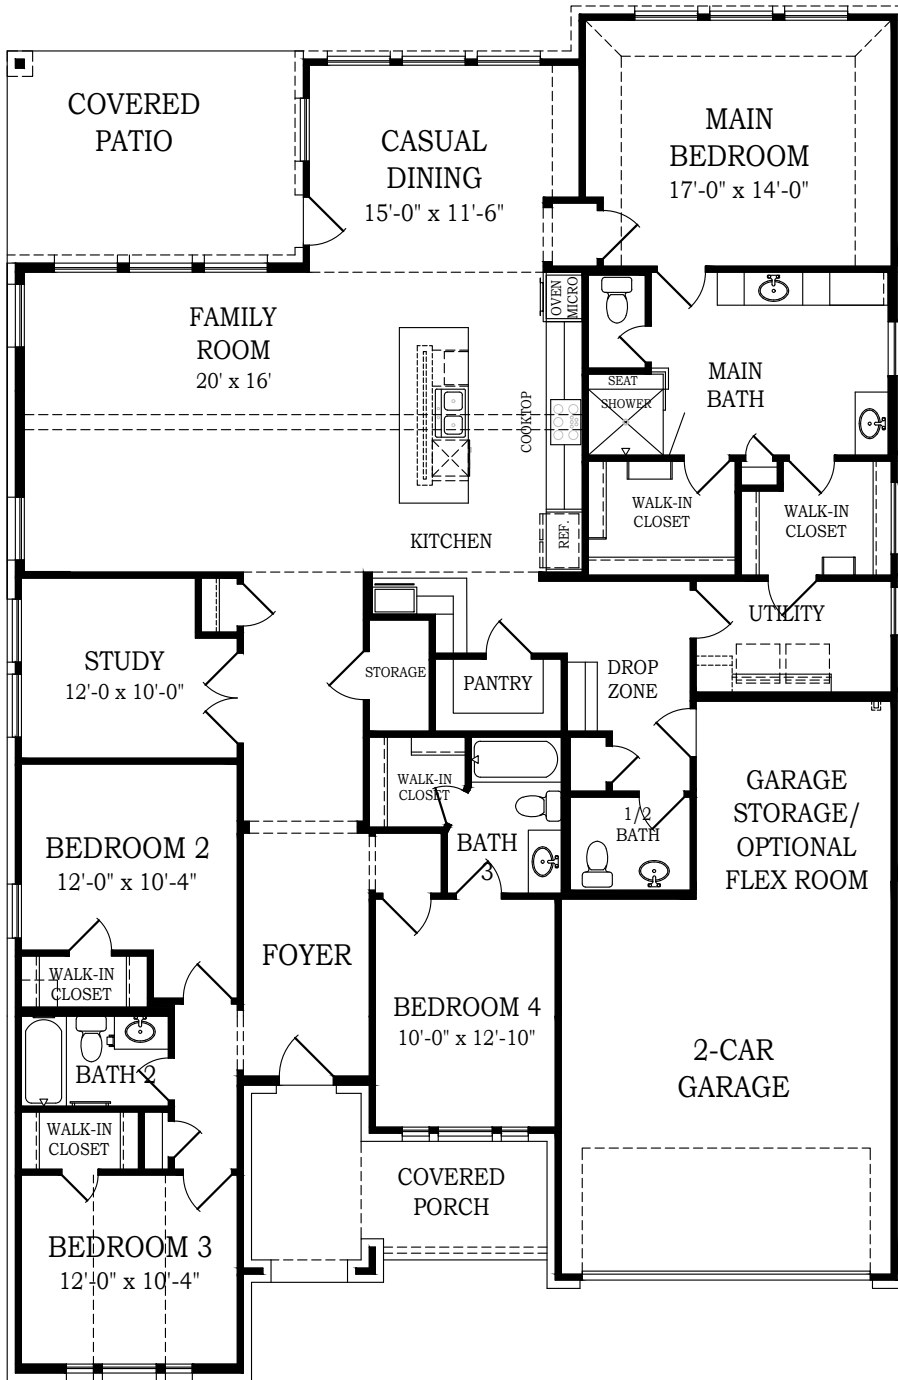 COVERED
PATIO
CASUAL
DINING
15'-0" x 11'-6"
MAIN
BEDROOM
17'-0" x 14'-0"
FAMILY
ROOM
20' x 16'
OVEN
MICRO
COOKTOP
SEAT
SHOWER
MAIN
BATH
KITCHEN
REF.
WALK-IN
CLOSET
WALK-IN
CLOSET
STUDY
12'-0 x 10'-0"
STORAGE
PANTRY
DROP
ZONE
UTILITY
WALK-IN
CLOSET
BATH
3
1/2
BATH
GARAGE
STORAGE/
OPTIONAL
FLEX ROOM
BEDROOM 2
12'-0" x 10'-4"
WALK-IN
CLOSET
FOYER
BEDROOM 4
10'-0" x 12'-10"
2-CAR
GARAGE
BATH 2
WALK-IN
CLOSET
COVERED
PORCH
BEDROOM 3
12'-0" x 10'-4"